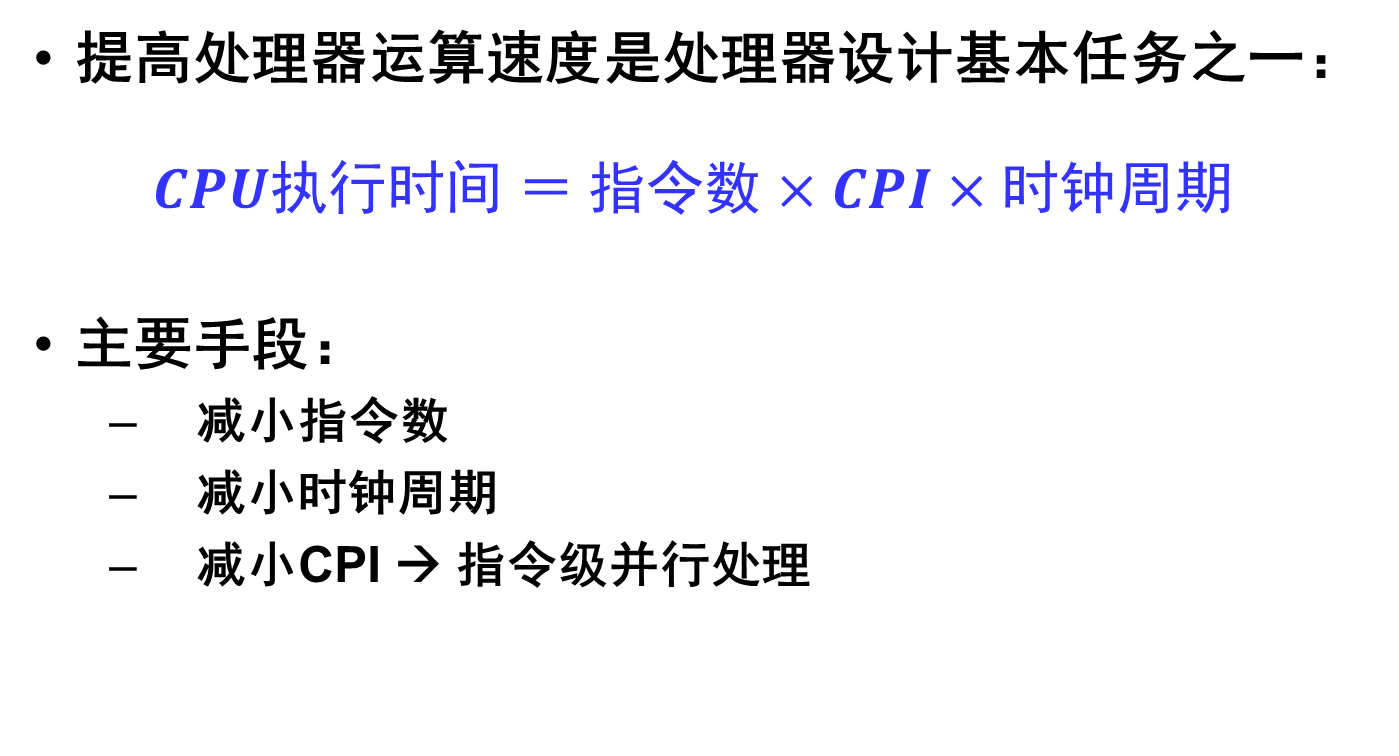 • 提高处理器运算速度是处理器设计基本任务之一：
CPU执行时间 = 指令数 × CPI × 时钟周期
• 主要手段：
– 减小指令数
– 减小时钟周期
– 减小CPI → 指令级并行处理